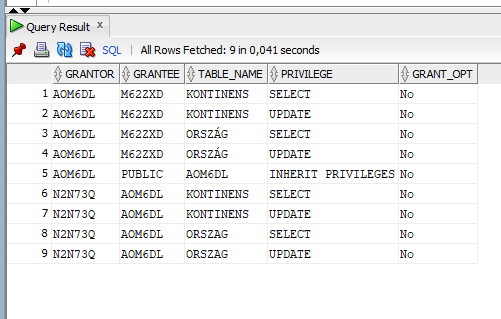 Query Result
SQL | All Rows Fetched: 9 in 0,041 seconds
GRANTOR GRANTEE TABLE_NAME PRIVILEGE GRANT_OPT
1 AOM6DL M62ZXD KONTINENS SELECT No
2 AOM6DL M62ZXD KONTINENS UPDATE No
3 AOM6DL M62ZXD ORSZÁG SELECT No
4 AOM6DL M62ZXD ORSZÁG UPDATE No
5 AOM6DL PUBLIC AOM6DL INHERIT PRIVILEGES No
6 N2N73Q AOM6DL KONTINENS SELECT No
7 N2N73Q AOM6DL KONTINENS UPDATE No
8 N2N73Q AOM6DL ORSZAG SELECT No
9 N2N73Q AOM6DL ORSZAG UPDATE No